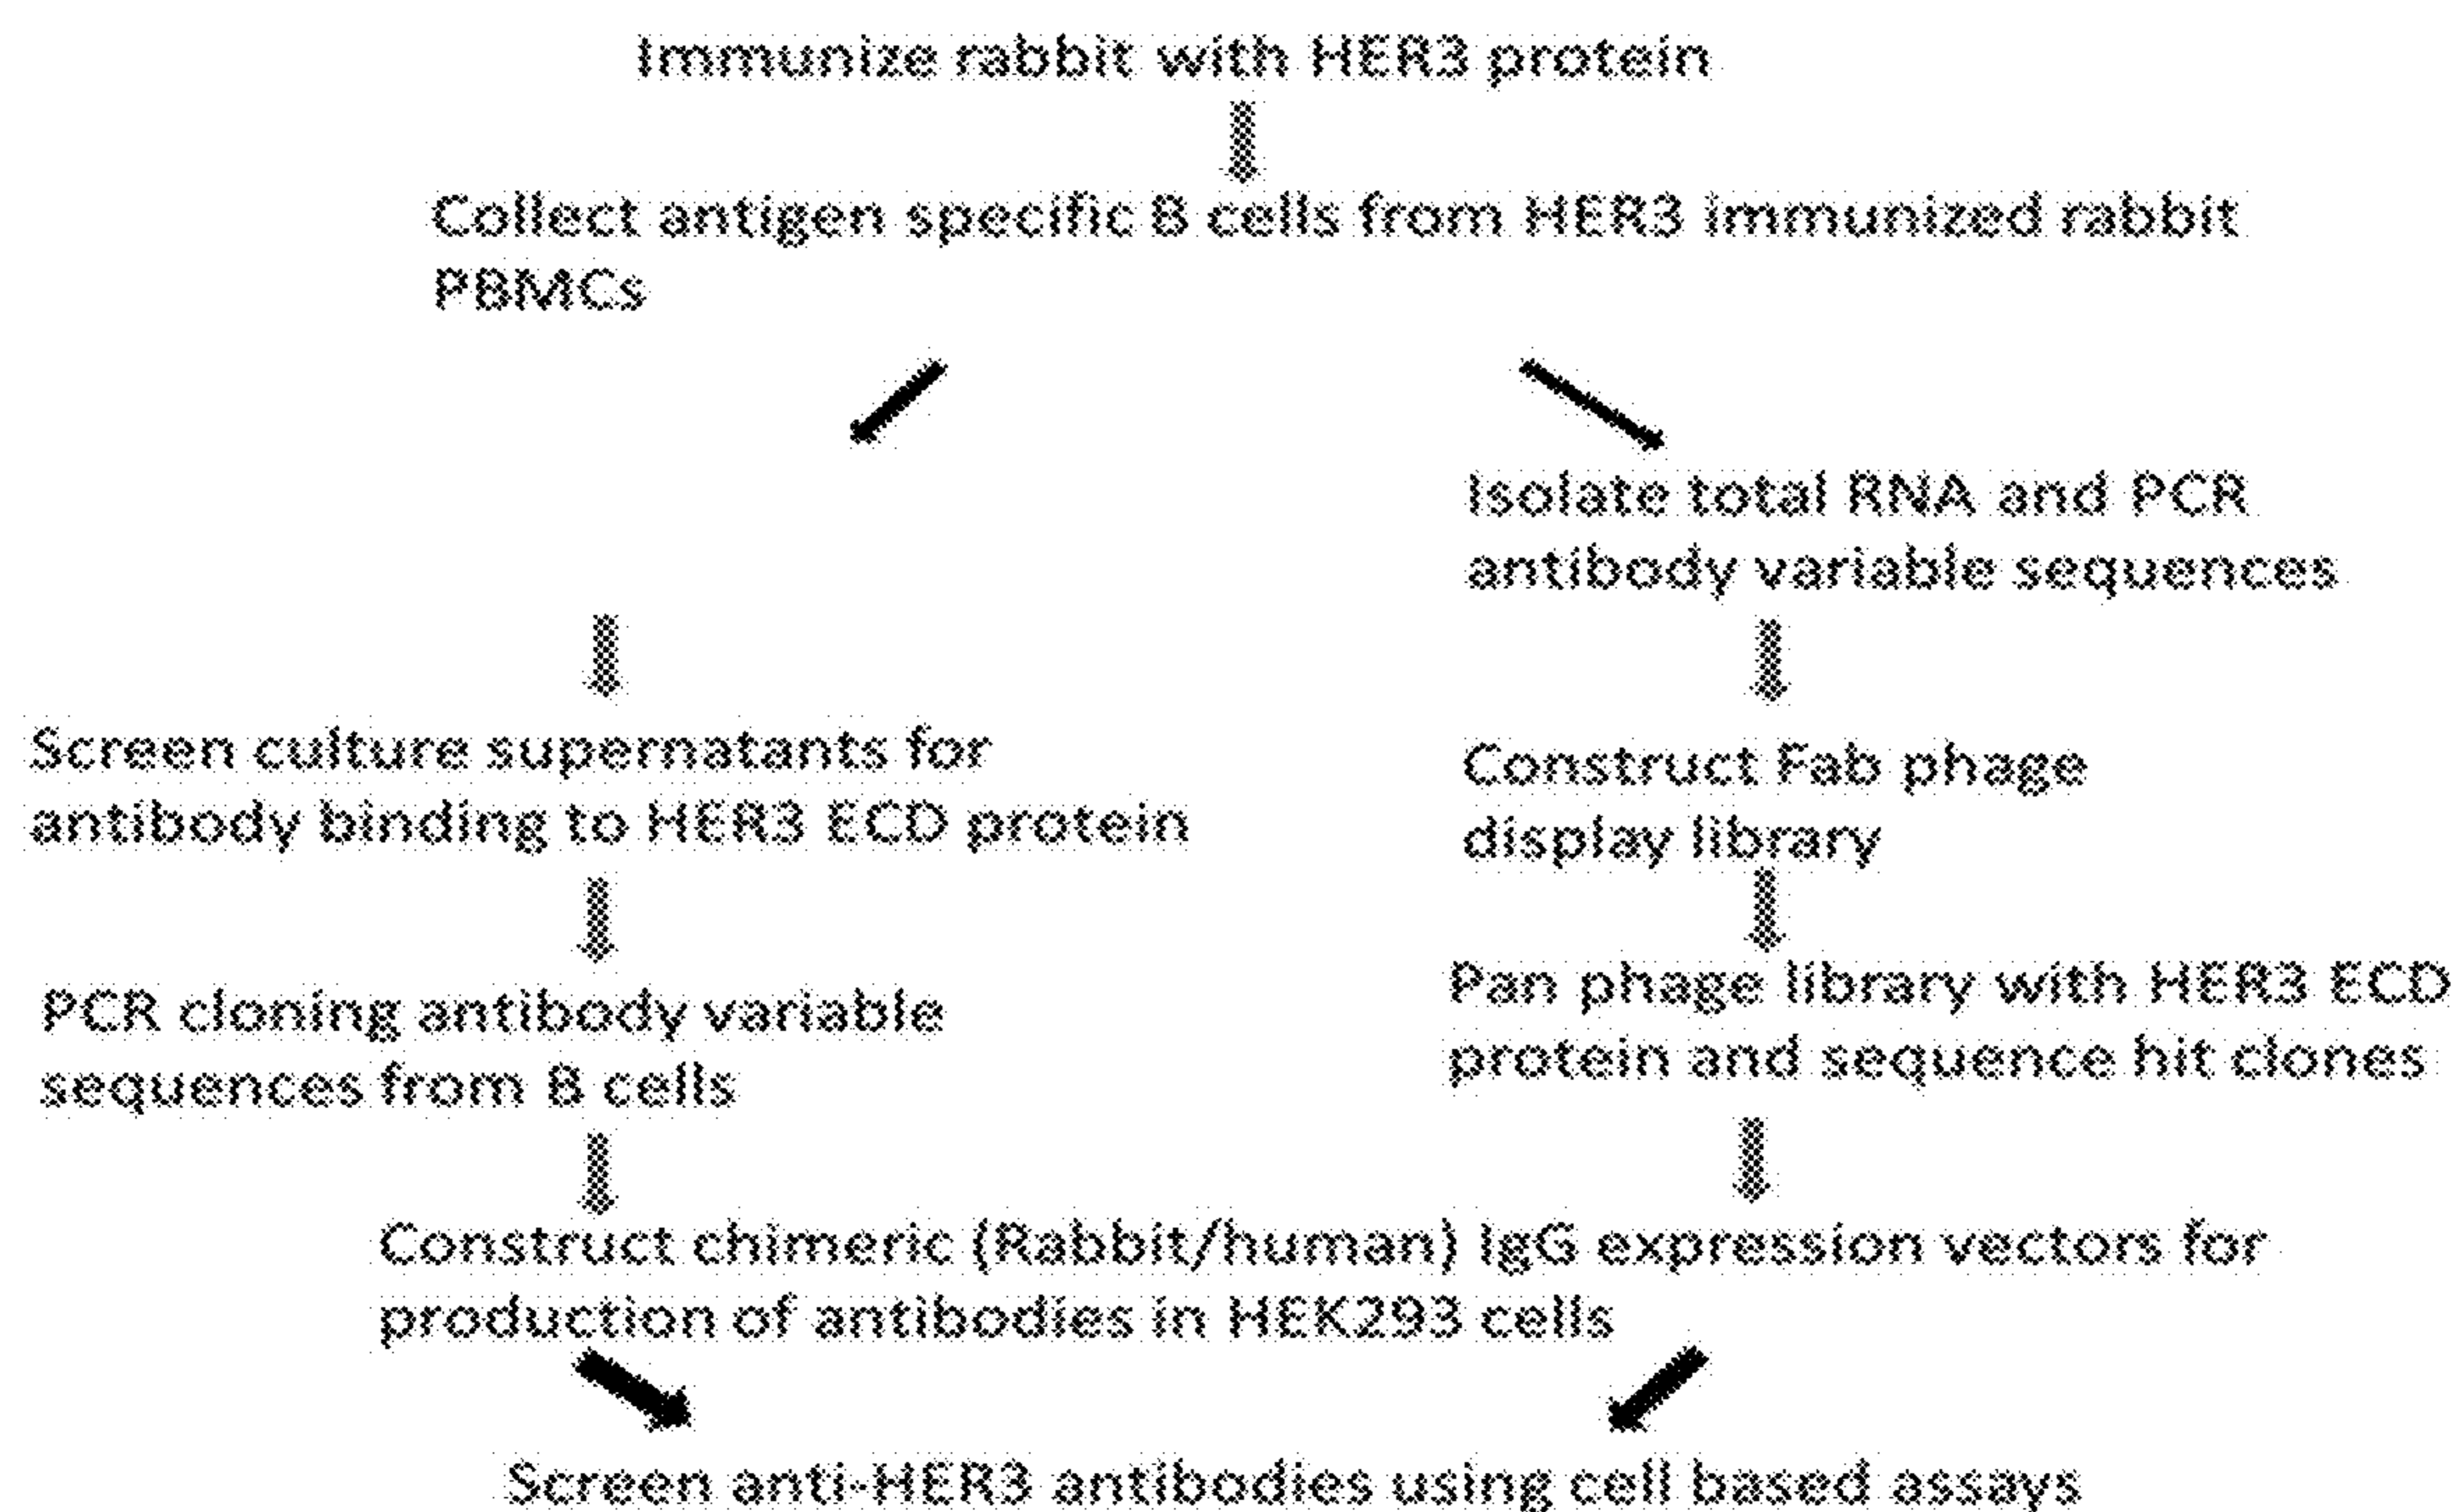 Immunize rabbit with HER3 protein
Collect antigen specific B cells from HER3 immunized rabbit
PBMCs
Isolate total RNA and PCR
antibody variable sequences
Screen culture supernatants for
antibody binding to HER3 ECD protein
Construct Fab phage
display library
PCR cloning antibody variable
sequences from B cells
Pan phage library with HER3 ECD
protein and sequence hit clones
Construct chimeric (Rabbit/human) IgG expression vectors for
production of antibodies in HEK293 cells
Screen anti-HER3 antibodies using cell based assays